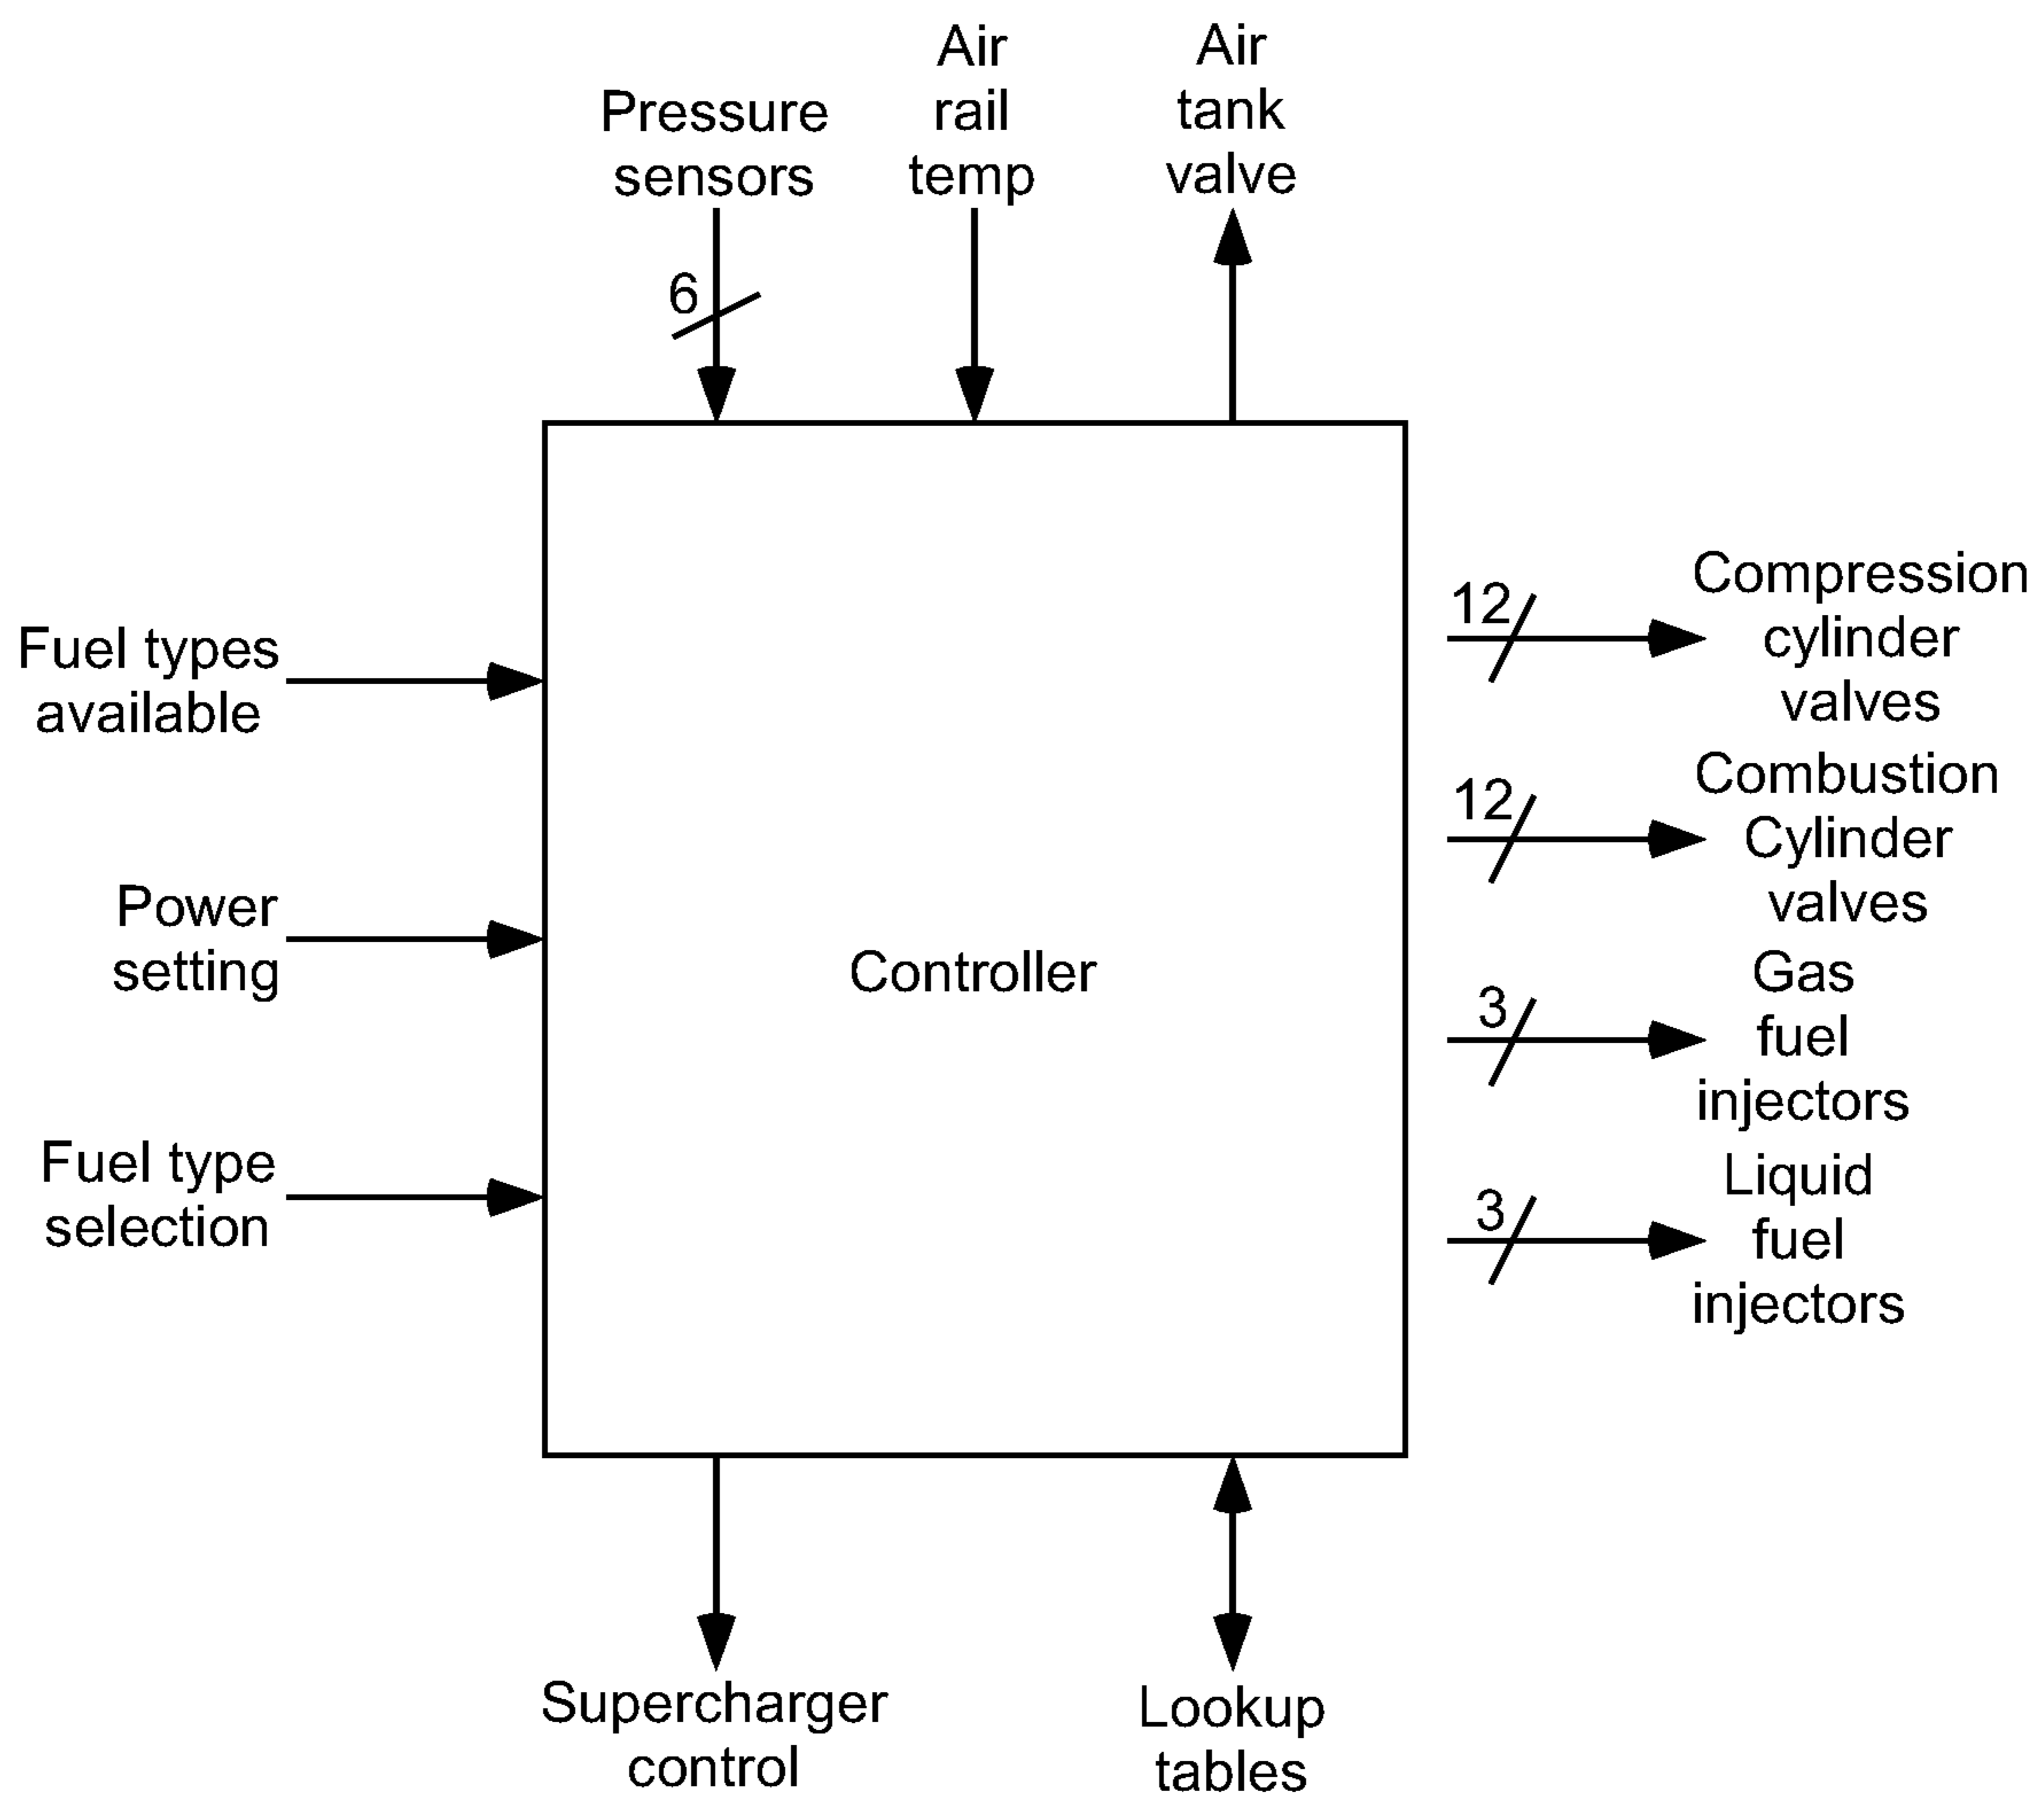 Pressure
sensors
Air
rail
temp
Air
tank
valve
6
Fuel types
available
Power
setting
Fuel type
selection
Controller
12
Compression
cylinder
valves
12
Combustion
Cylinder
valves
3
Gas
fuel
injectors
3
Liquid
fuel
injectors
Supercharger
control
Lookup
tables